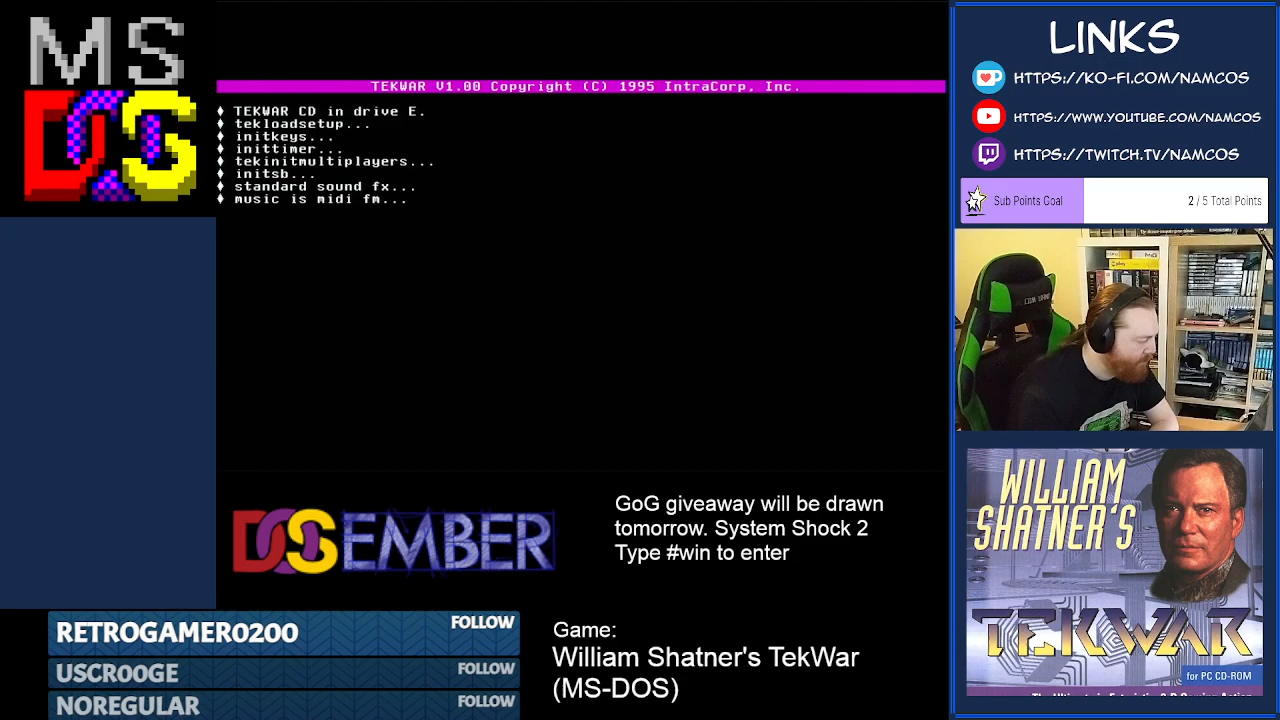 MS
DOS
TEKWAR V1.00 Copyright (C) 1995 IntraCorp, Inc.
♦ TEKWAR CD in drive E.
♦ tekloadsetup...
♦ initkeys...
♦ inittimer...
♦ tekinitmultiplayers...
♦ initsb...
♦ standard sound fx...
♦ music is midi fm...
DOSEMBER
GoG giveaway will be drawn
tomorrow. System Shock 2
Type #win to enter
RETROGAMER0200 FOLLOW
USCR00GE FOLLOW
NOREGULAR FOLLOW
Game:
William Shatner's TekWar
(MS-DOS)
LINKS
HTTPS://KO-FI.COM/NAMCOS
HTTPS://WWW.YOUTUBE.COM/NAMCOS
HTTPS://TWITCH.TV/NAMCOS
Sub Points Goal 2 / 5 Total Points
WILLIAM
SHATNER'S
TEKWAR
for PC CD-ROM